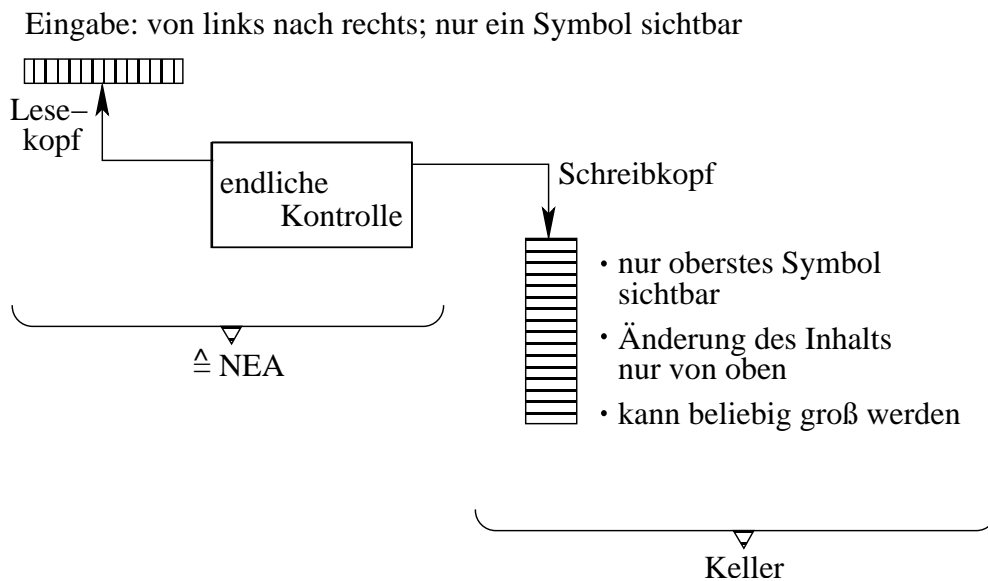 Eingabe: von links nach rechts; nur ein Symbol sichtbar
Lese–
kopf
endliche
Kontrolle
Schreibkopf
· nur oberstes Symbol
sichtbar
· Änderung des Inhalts
nur von oben
· kann beliebig groß werden
≙ NEA
Keller